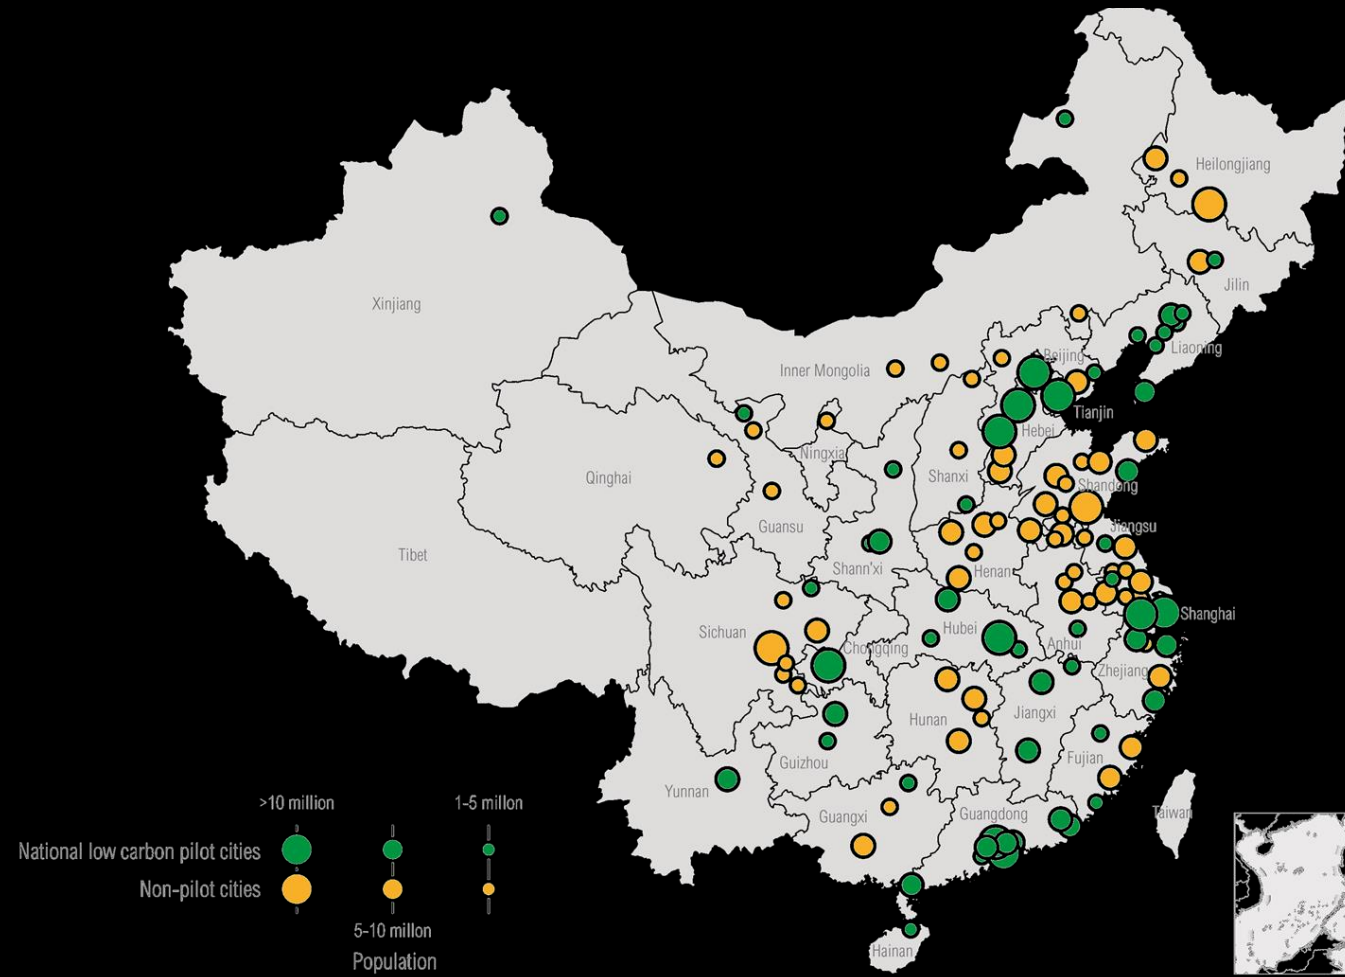 Heilongjiang
Jilin
Xinjiang
Liaoning
Beijing
Inner Mongolia
Tianjin
Hebei
Ningxia
Qinghai
Shanxi
Shandong
Guansu
Jiangsu
Tibet
Shann'xi
Henan
Shanghai
Sichuan
Hubei
Chongqing
Anhui
Zhejiang
Hunan
Jiangxi
Guizhou
Fujian
Yunnan
Guangxi
Guangdong
Taiwan
Hainan
>10 millon
1-5 millon
National low carbon pilot cities
Non-pilot cities
5-10 millon
Population